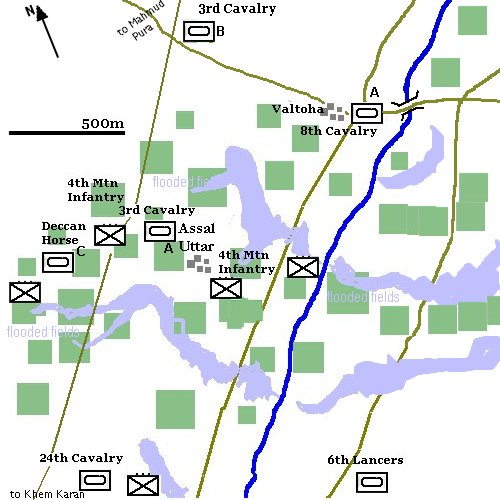 N
to Mahmud
Pura
3rd Cavalry
B
A
Valtoha
8th Cavalry
500m
flooded fields
4th Mtn
Infantry
3rd Cavalry
Deccan
Horse
C
A
Assal
Uttar
4th Mtn
Infantry
flooded fields
flooded fields
24th Cavalry
6th Lancers
to Khem Karan